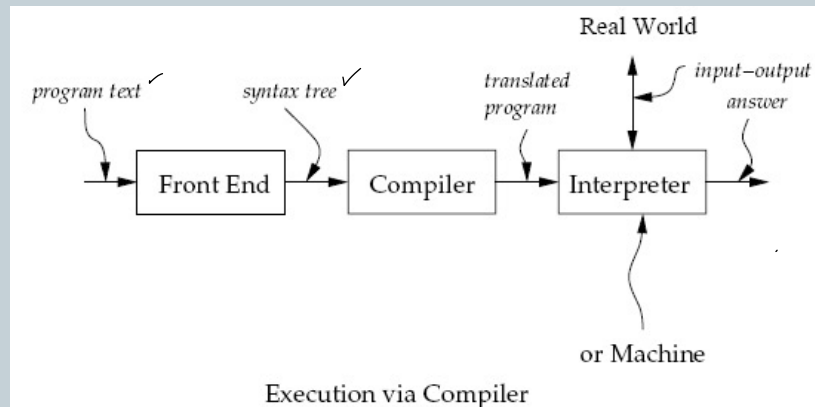 Real World
program text
syntax tree
translated
program
input–output
answer
Front End
Compiler
Interpreter
or Machine
Execution via Compiler